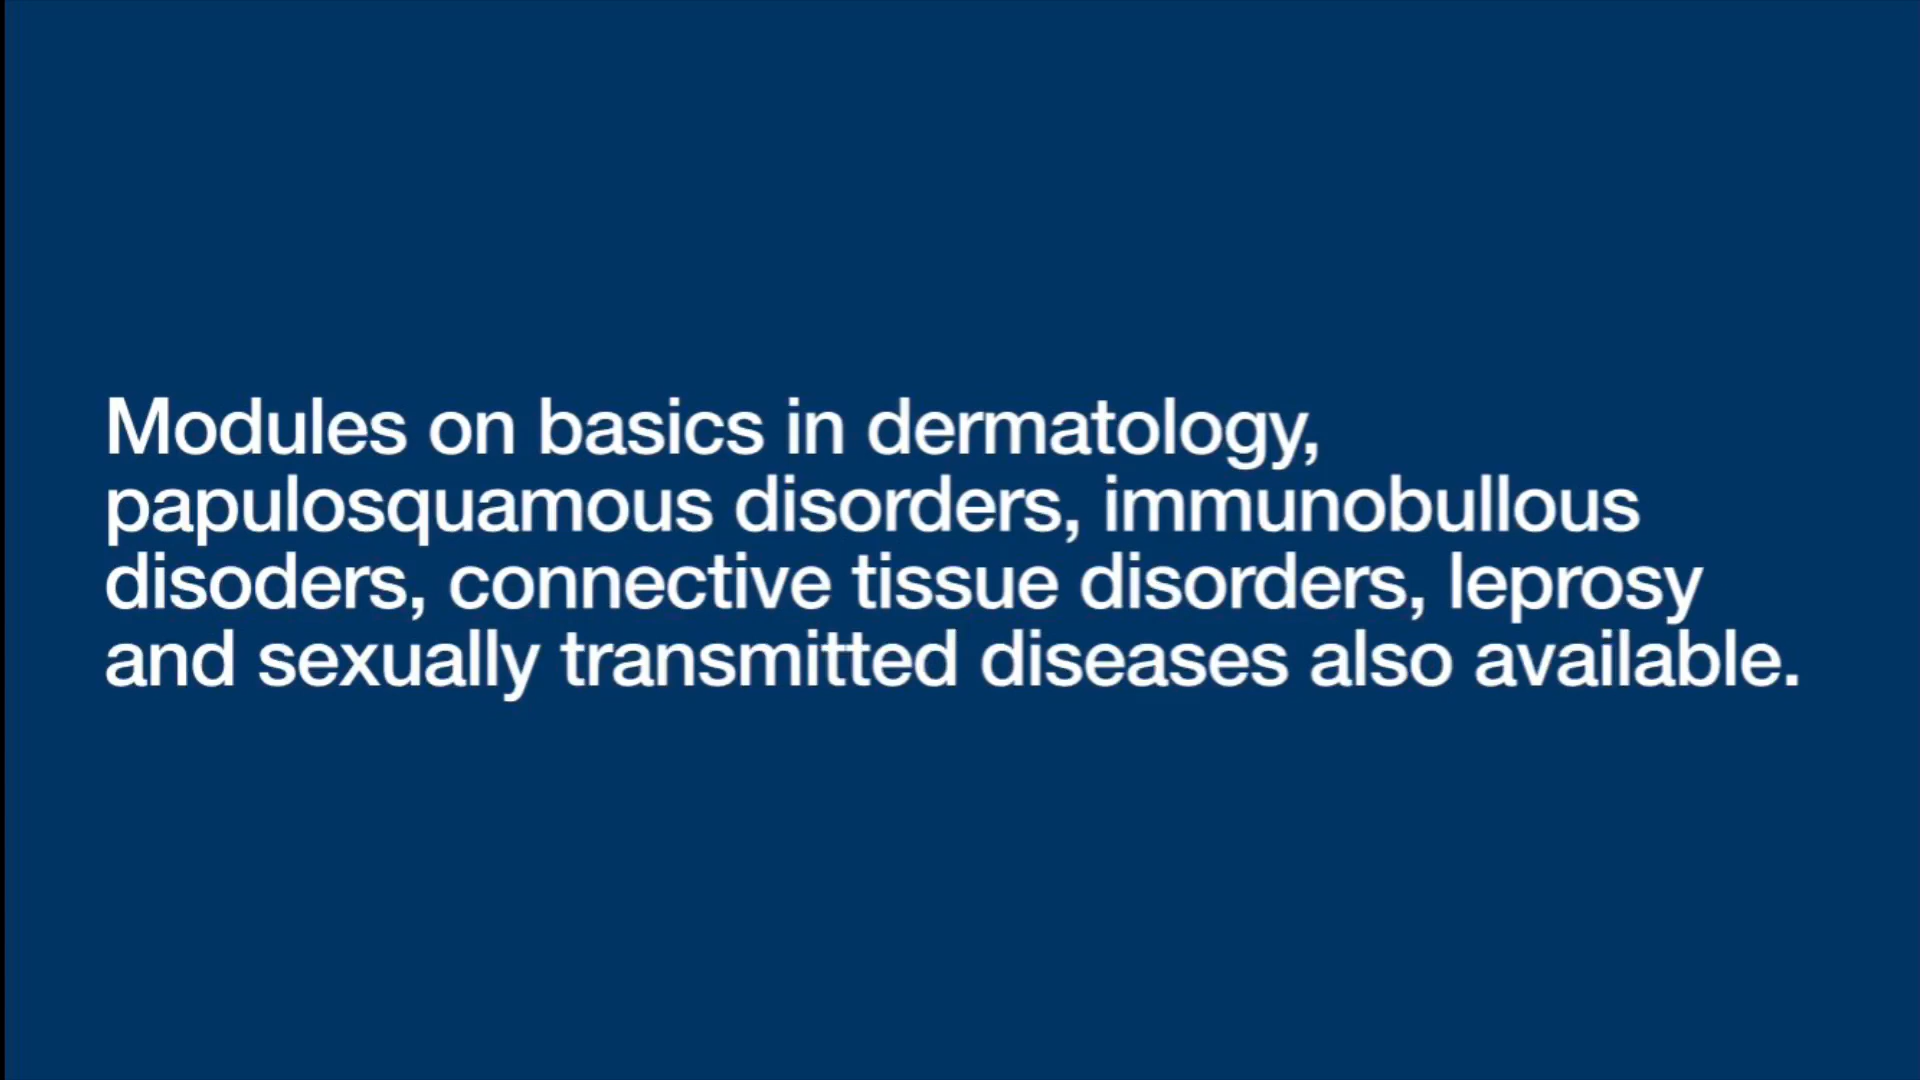 Modules on basics in dermatology,
papulosquamous disorders, immunobullous
disoders, connective tissue disorders, leprosy
and sexually transmitted diseases also available.